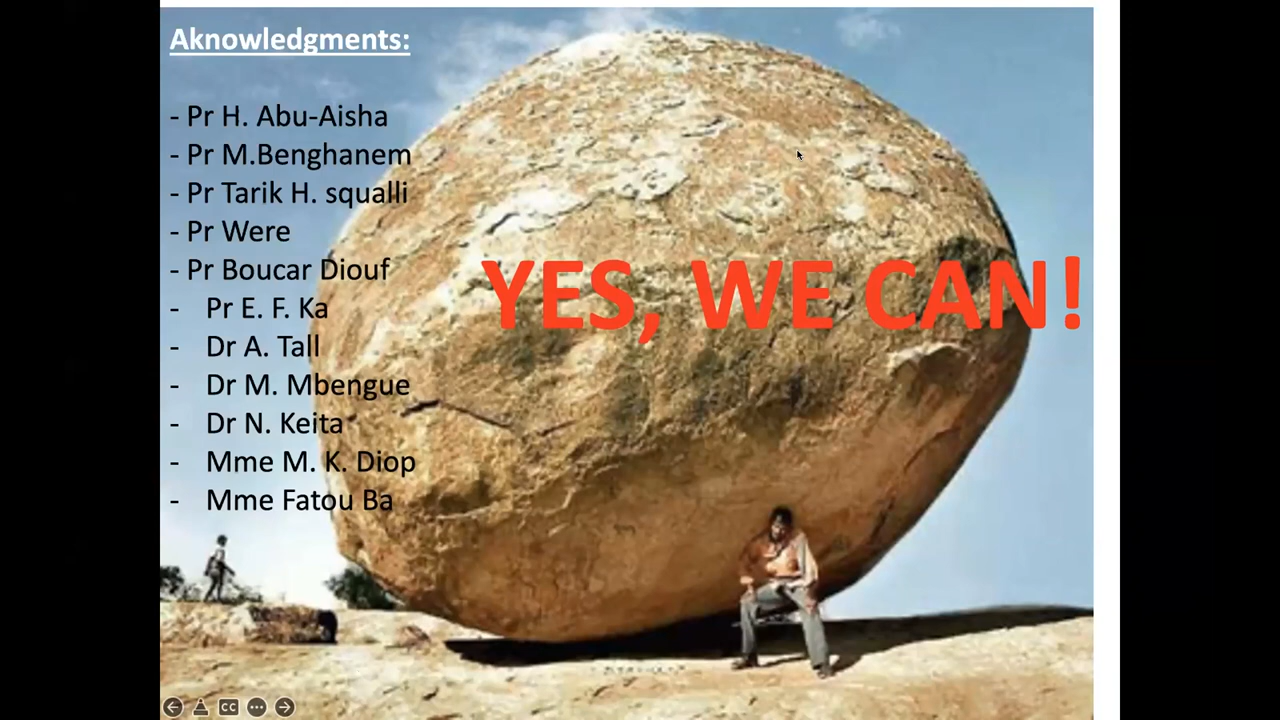 Aknowledgments:
- Pr H. Abu-Aisha
- Pr M.Benghanem
- Pr Tarik H. squalli
- Pr Were
- Pr Boucar Diouf
- Pr E. F. Ka
- Dr A. Tall
- Dr M. Mbengue
- Dr N. Keita
- Mme M. K. Diop
- Mme Fatou Ba
YES, WE CAN!
CC